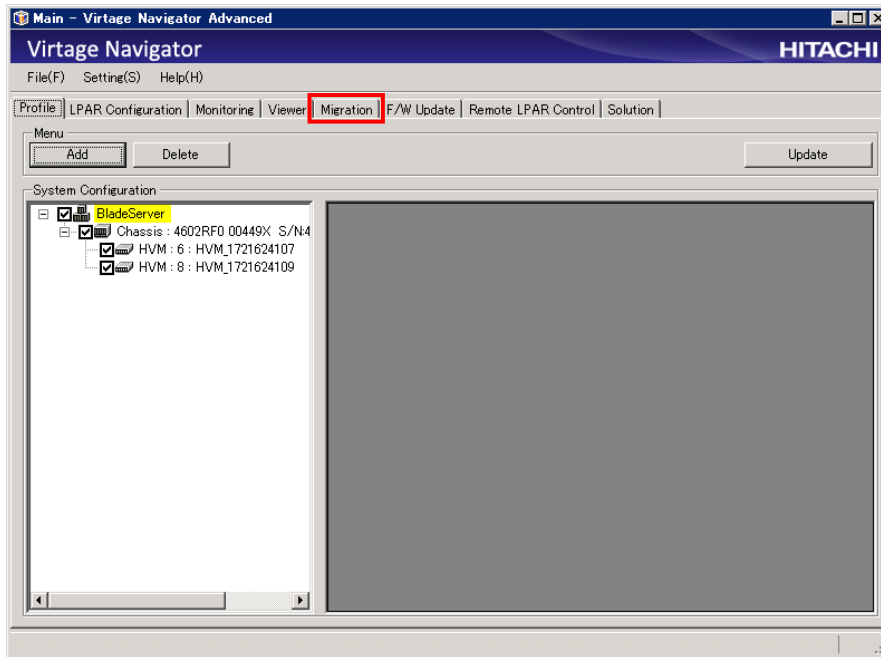 Main - Virtage Navigator Advanced
Virtage Navigator
HITACHI
File(F) Setting(S) Help(H)
Profile LPAR Configuration Monitoring Viewer Migration F/W Update Remote LPAR Control Solution
Menu
Add Delete Update
System Configuration
BladeServer
Chassis : 4602RF0 00449X S/N:4
HVM : 6 : HVM_1721624107
HVM : 8 : HVM_1721624109